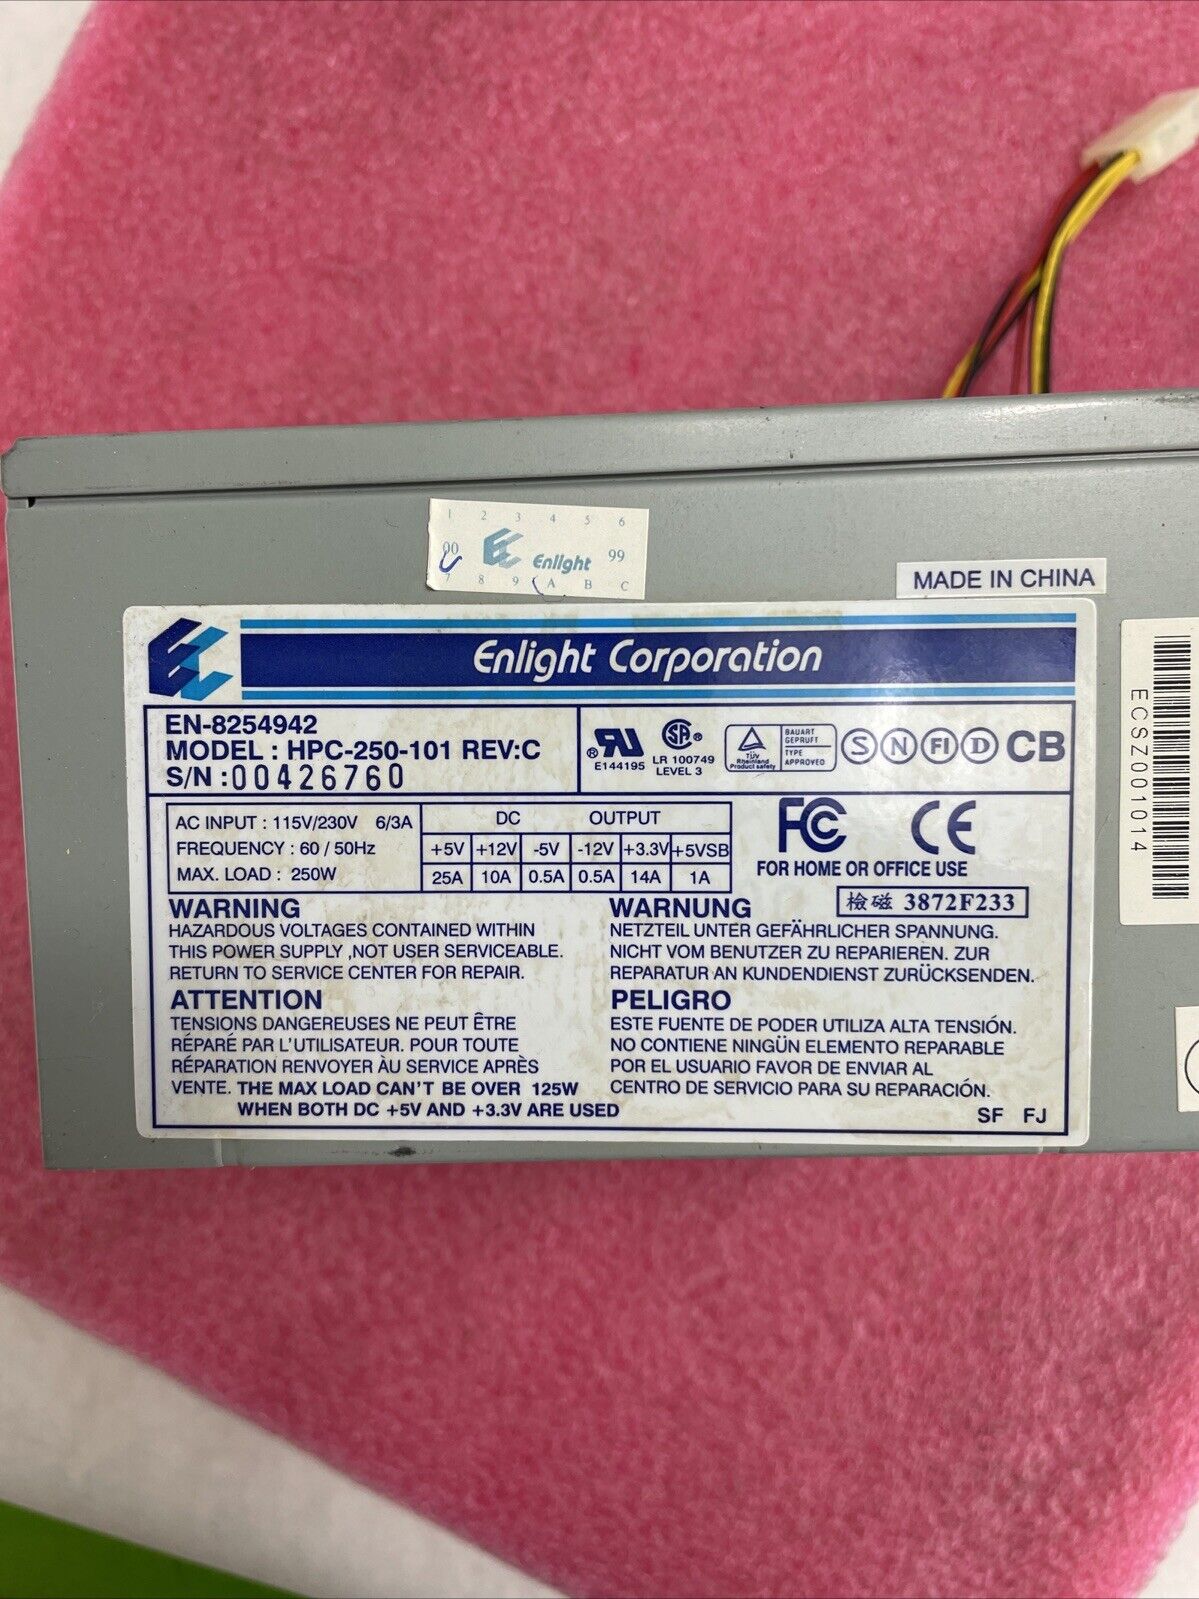 1 2 3 4 5 6
00 Enlight 99
7 8 9 A B C
MADE IN CHINA
Enlight Corporation
EN-8254942
MODEL : HPC-250-101 REV:C
S/N :00426760
E144195
LR 100749
LEVEL 3
TÜV
Rheinland
Product safety
BAUART
GEPRUFT
TYPE
APPROVED
S N FI D CB
AC INPUT : 115V/230V 6/3A
FREQUENCY : 60 / 50Hz
MAX. LOAD : 250W
DC OUTPUT
+5V +12V -5V -12V +3.3V +5VSB
25A 10A 0.5A 0.5A 14A 1A
FC CE
FOR HOME OR OFFICE USE
檢磁 3872F233
WARNING
HAZARDOUS VOLTAGES CONTAINED WITHIN
THIS POWER SUPPLY ,NOT USER SERVICEABLE.
RETURN TO SERVICE CENTER FOR REPAIR.
WARNUNG
NETZTEIL UNTER GEFÄHRLICHER SPANNUNG.
NICHT VOM BENUTZER ZU REPARIEREN. ZUR
REPARATUR AN KUNDENDIENST ZURÜCKSENDEN.
ATTENTION
TENSIONS DANGEREUSES NE PEUT ÊTRE
RÉPARÉ PAR L'UTILISATEUR. POUR TOUTE
RÉPARATION RENVOYER ÀU SERVICE APRÈS
VENTE. THE MAX LOAD CAN'T BE OVER 125W
WHEN BOTH DC +5V AND +3.3V ARE USED
PELIGRO
ESTE FUENTE DE PODER UTILIZA ALTA TENSIÓN.
NO CONTIENE NINGÜN ELEMENTO REPARABLE
POR EL USUARIO FAVOR DE ENVIAR AL
CENTRO DE SERVICIO PARA SU REPARACIÓN.
SF FJ
ECSZ001014